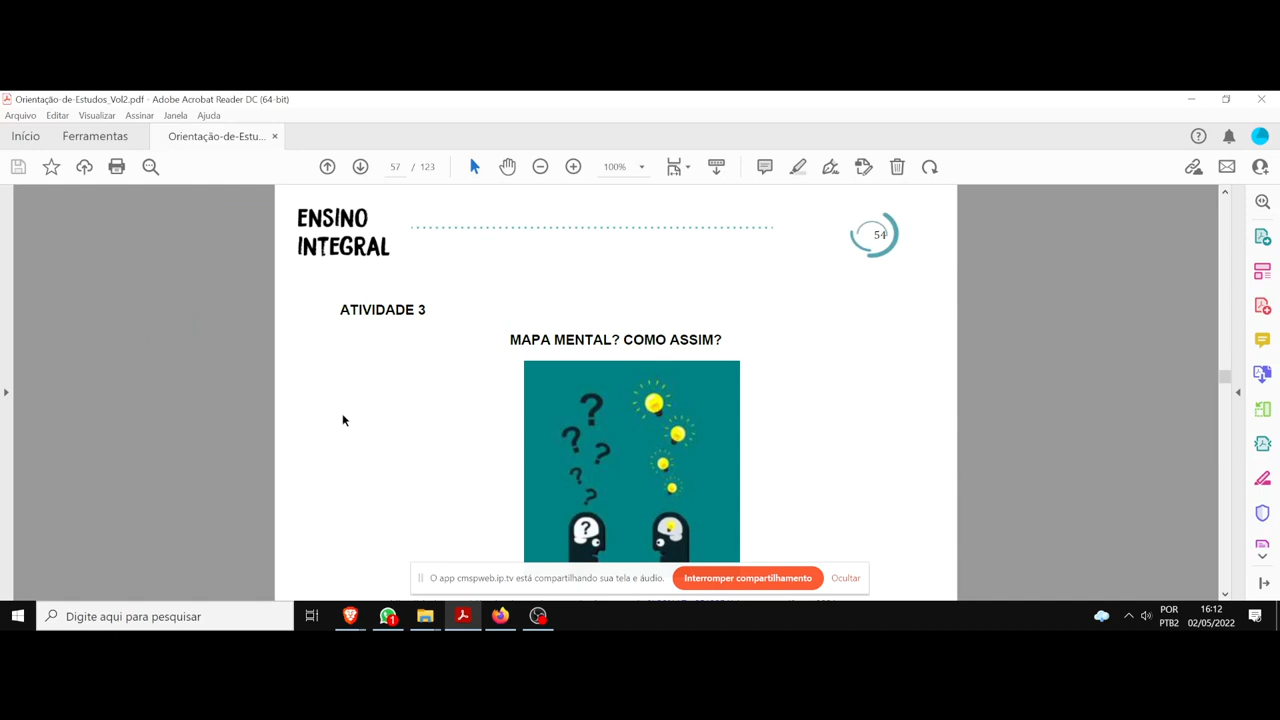 Orientação-de-Estudos_Vol2.pdf - Adobe Acrobat Reader DC (64-bit)
Arquivo Editar Visualizar Assinar Janela Ajuda
Início Ferramentas Orientação-de-Estu... ×
57 / 123 100%
ENSINO
INTEGRAL
54
ATIVIDADE 3
MAPA MENTAL? COMO ASSIM?
? ? ? ? ?
?
O app cmspweb.ip.tv está compartilhando sua tela e áudio. Interromper compartilhamento Ocultar
Digite aqui para pesquisar
1
POR 16:12
PTB2 02/05/2022